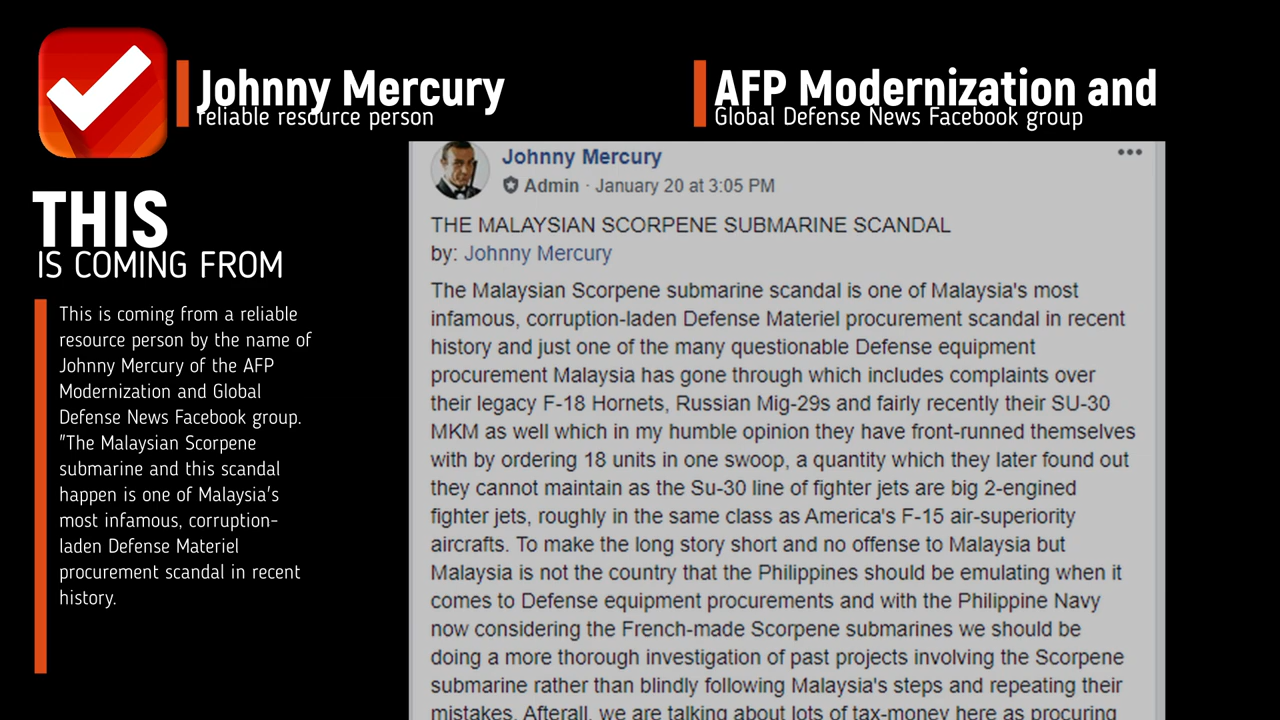 Johnny Mercury
reliable resource person
AFP Modernization and
Global Defense News Facebook group
THIS
IS COMING FROM
This is coming from a reliable
resource person by the name of
Johnny Mercury of the AFP
Modernization and Global
Defense News Facebook group.
"The Malaysian Scorpene
submarine and this scandal
happen is one of Malaysia's
most infamous, corruption-
laden Defense Materiel
procurement scandal in recent
history.
Johnny Mercury
Admin · January 20 at 3:05 PM
THE MALAYSIAN SCORPENE SUBMARINE SCANDAL
by: Johnny Mercury
The Malaysian Scorpene submarine scandal is one of Malaysia's most
infamous, corruption-laden Defense Materiel procurement scandal in recent
history and just one of the many questionable Defense equipment
procurement Malaysia has gone through which includes complaints over
their legacy F-18 Hornets, Russian Mig-29s and fairly recently their SU-30
MKM as well which in my humble opinion they have front-runned themselves
with by ordering 18 units in one swoop, a quantity which they later found out
they cannot maintain as the Su-30 line of fighter jets are big 2-engined
fighter jets, roughly in the same class as America's F-15 air-superiority
aircrafts. To make the long story short and no offense to Malaysia but
Malaysia is not the country that the Philippines should be emulating when it
comes to Defense equipment procurements and with the Philippine Navy
now considering the French-made Scorpene submarines we should be
doing a more thorough investigation of past projects involving the Scorpene
submarine rather than blindly following Malaysia's steps and repeating their
mistakes. Afterall, we are talking about lots of tax-money here as procuring